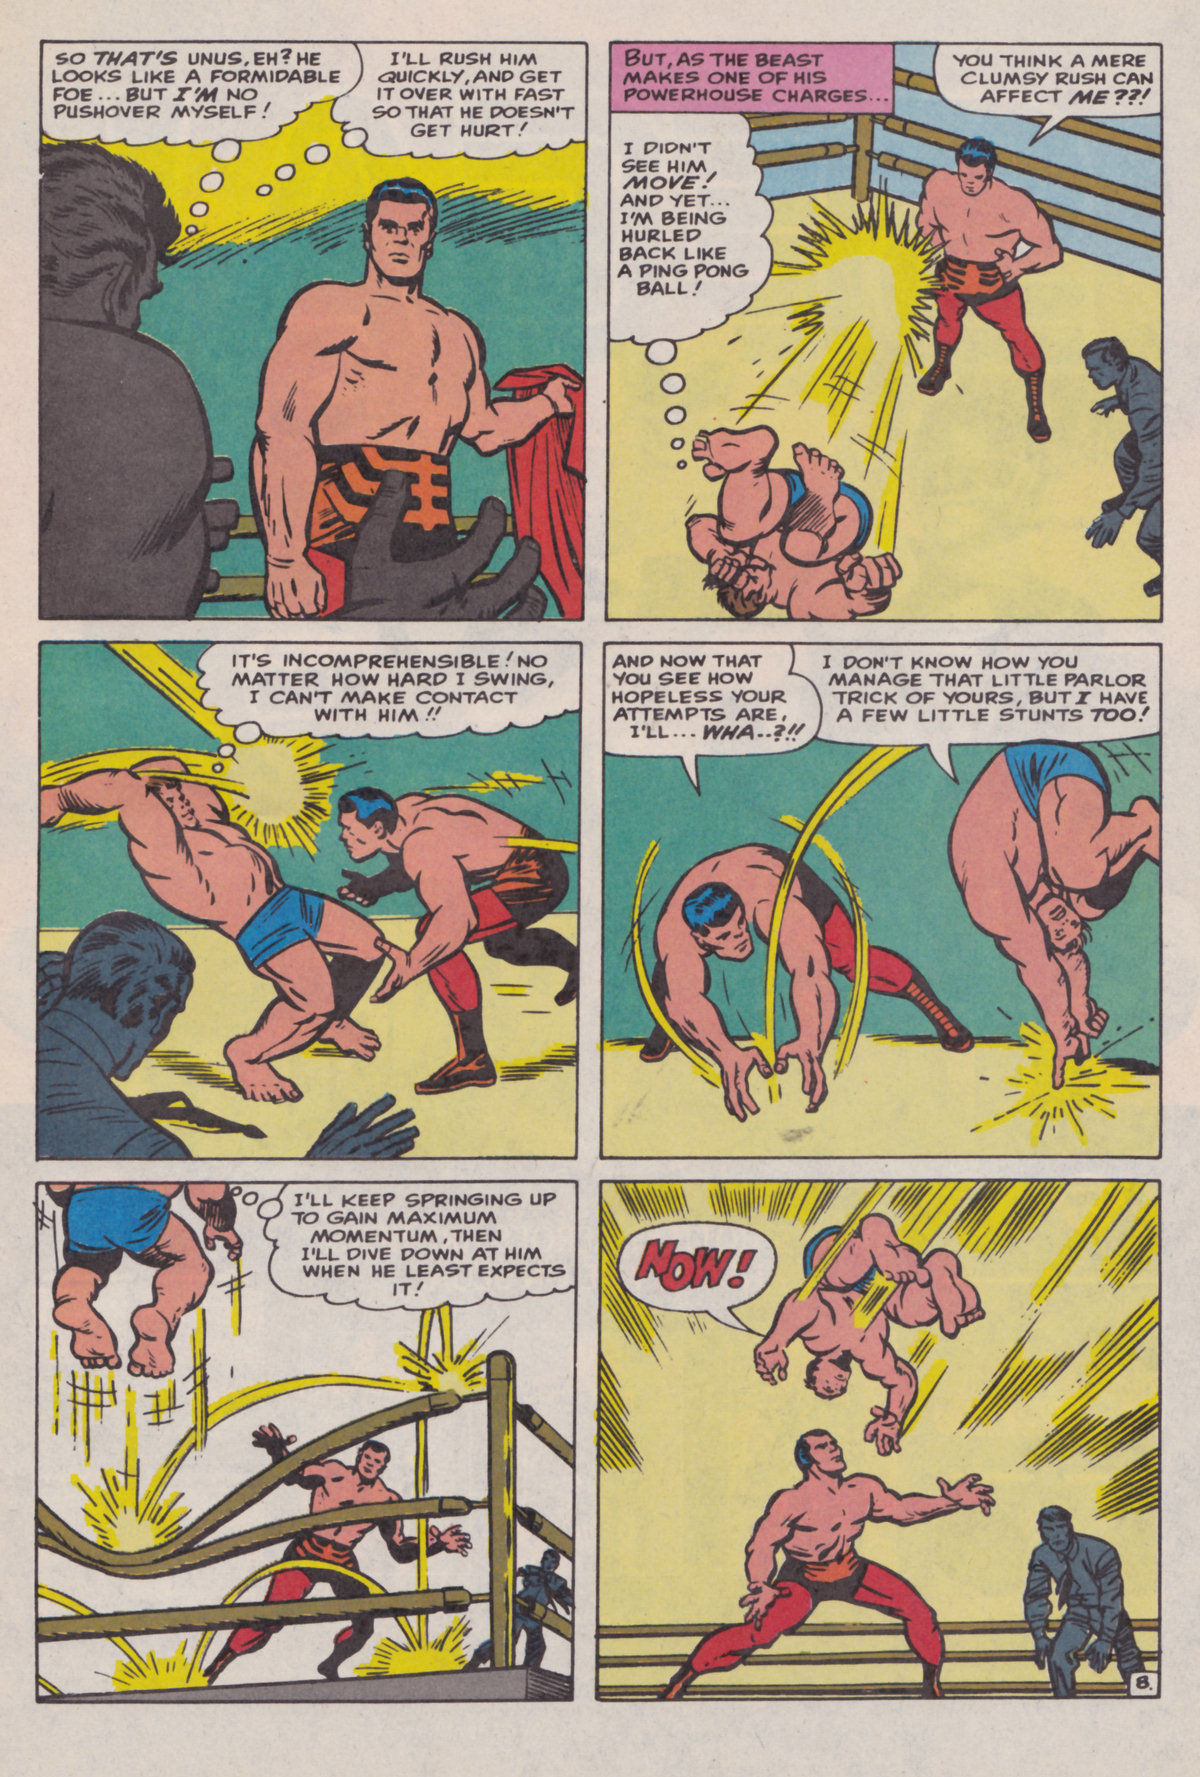 SO THAT'S UNUS, EH? HE
LOOKS LIKE A FORMIDABLE
FOE... BUT I'M NO
PUSHOVER MYSELF!
I'LL RUSH HIM
QUICKLY, AND GET
IT OVER WITH FAST
SO THAT HE DOESN'T
GET HURT!
BUT, AS THE BEAST
MAKES ONE OF HIS
POWERHOUSE CHARGES...
YOU THINK A MERE
CLUMSY RUSH CAN
AFFECT ME??!
I DIDN'T
SEE HIM
MOVE!
AND YET...
I'M BEING
HURLED
BACK LIKE
A PING PONG
BALL!
IT'S INCOMPREHENSIBLE! NO
MATTER HOW HARD I SWING,
I CAN'T MAKE CONTACT
WITH HIM!!
AND NOW THAT
YOU SEE HOW
HOPELESS YOUR
ATTEMPTS ARE,
I'LL... WHA..?!!
I DON'T KNOW HOW YOU
MANAGE THAT LITTLE PARLOR
TRICK OF YOURS, BUT I HAVE
A FEW LITTLE STUNTS TOO!
I'LL KEEP SPRINGING UP
TO GAIN MAXIMUM
MOMENTUM, THEN
I'LL DIVE DOWN AT HIM
WHEN HE LEAST EXPECTS
IT!
NOW!
8.